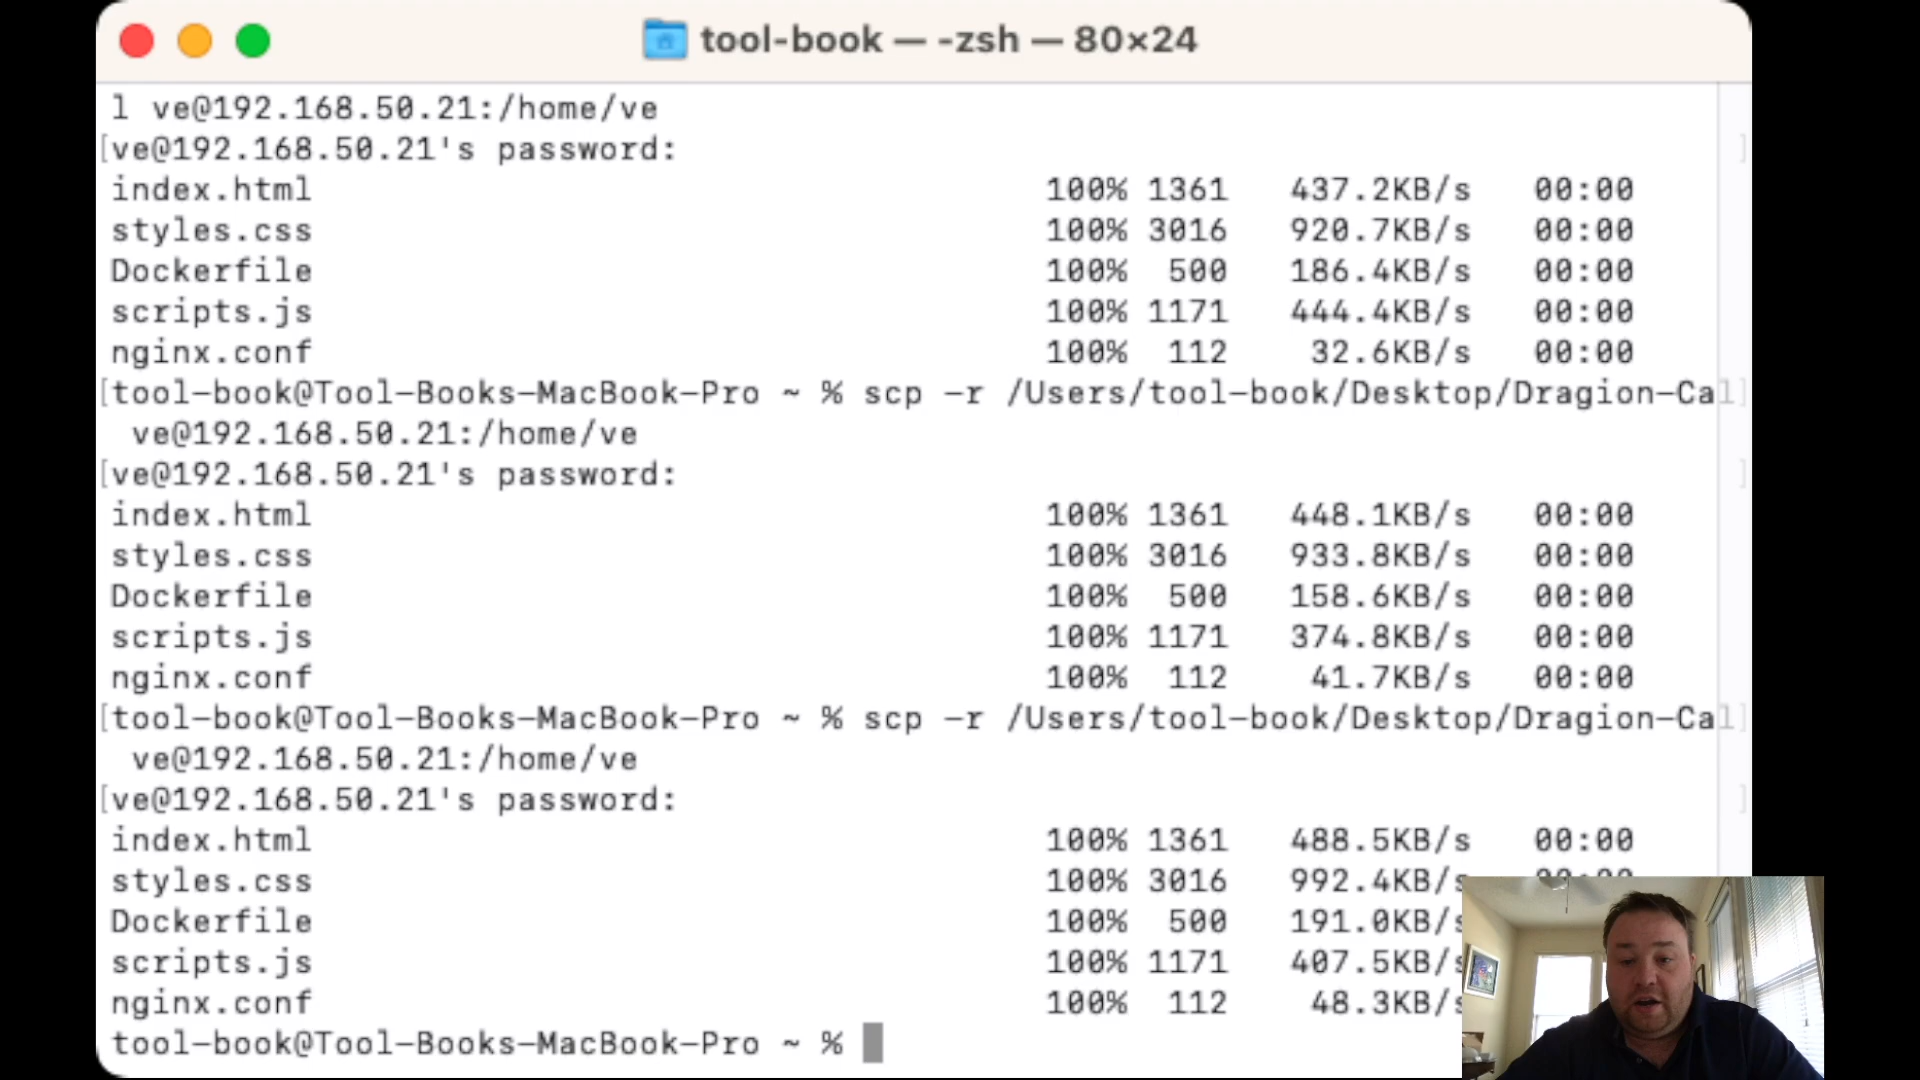 tool-book — -zsh — 80×24
l ve@192.168.50.21:/home/ve
[ve@192.168.50.21's password: ]
index.html 100% 1361 437.2KB/s 00:00
styles.css 100% 3016 920.7KB/s 00:00
Dockerfile 100% 500 186.4KB/s 00:00
scripts.js 100% 1171 444.4KB/s 00:00
nginx.conf 100% 112 32.6KB/s 00:00
[tool-book@Tool-Books-MacBook-Pro ~ % scp -r /Users/tool-book/Desktop/Dragion-Cal]
ve@192.168.50.21:/home/ve
[ve@192.168.50.21's password: ]
index.html 100% 1361 448.1KB/s 00:00
styles.css 100% 3016 933.8KB/s 00:00
Dockerfile 100% 500 158.6KB/s 00:00
scripts.js 100% 1171 374.8KB/s 00:00
nginx.conf 100% 112 41.7KB/s 00:00
[tool-book@Tool-Books-MacBook-Pro ~ % scp -r /Users/tool-book/Desktop/Dragion-Cal]
ve@192.168.50.21:/home/ve
[ve@192.168.50.21's password: ]
index.html 100% 1361 488.5KB/s 00:00
styles.css 100% 3016 992.4KB/s
Dockerfile 100% 500 191.0KB/s
scripts.js 100% 1171 407.5KB/s
nginx.conf 100% 112 48.3KB/s
tool-book@Tool-Books-MacBook-Pro ~ %